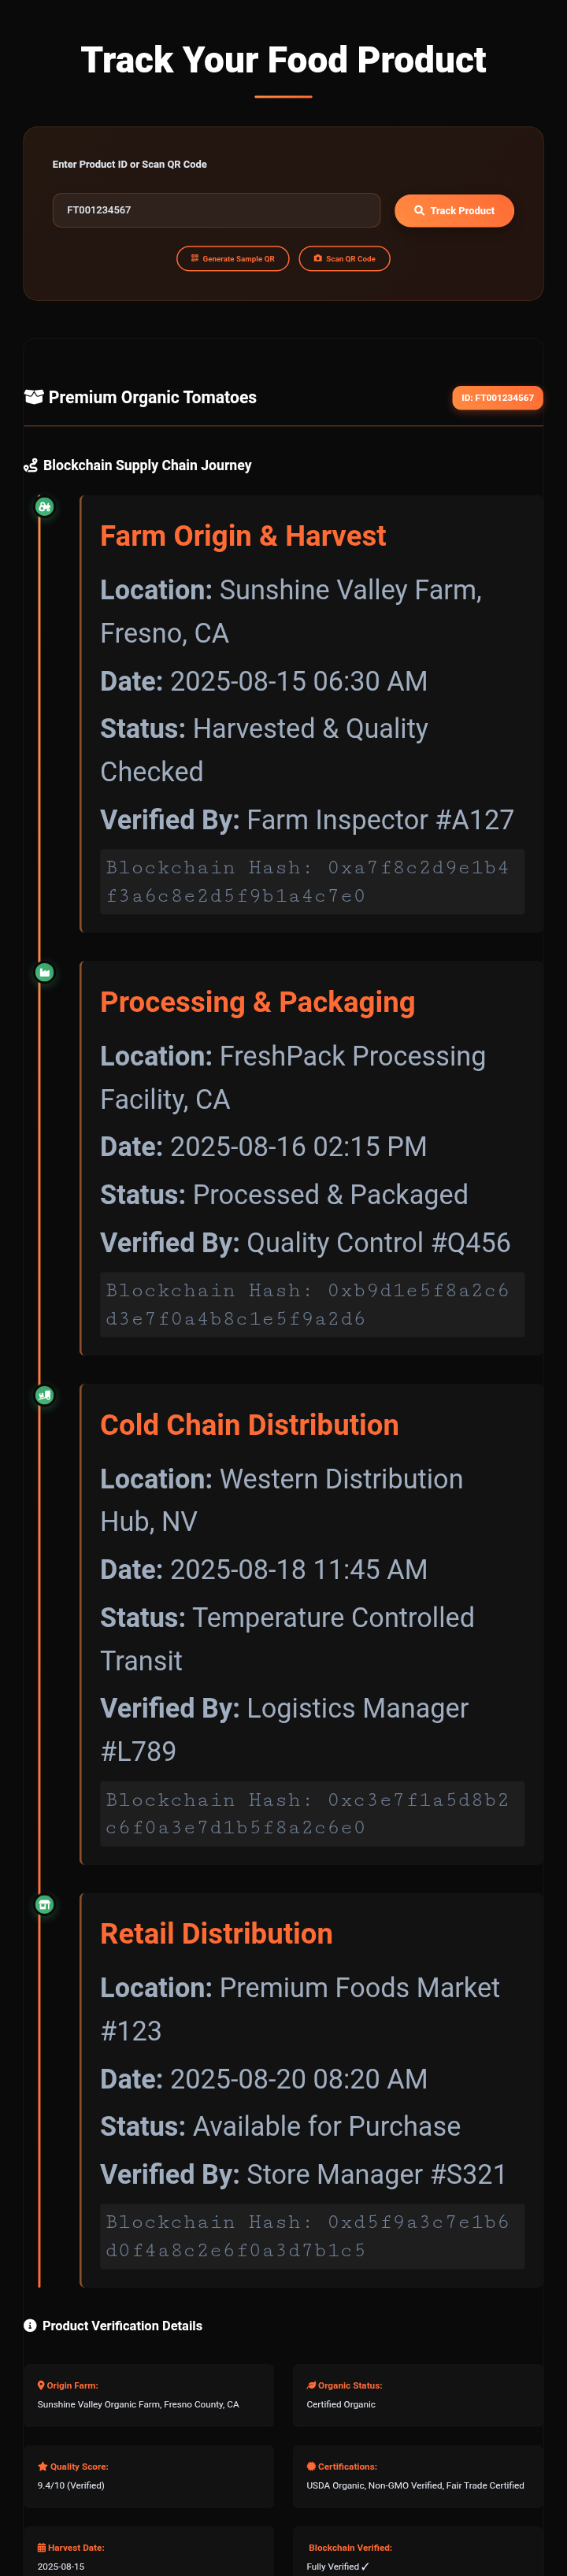 Track Your Food Product
Enter Product ID or Scan QR Code
FT001234567
Track Product
Generate Sample QR
Scan QR Code
Premium Organic Tomatoes
ID: FT001234567
Blockchain Supply Chain Journey
Farm Origin & Harvest
Location: Sunshine Valley Farm,
Fresno, CA
Date: 2025-08-15 06:30 AM
Status: Harvested & Quality
Checked
Verified By: Farm Inspector #A127
Blockchain Hash: 0xa7f8c2d9e1b4
f3a6c8e2d5f9b1a4c7e0
Processing & Packaging
Location: FreshPack Processing
Facility, CA
Date: 2025-08-16 02:15 PM
Status: Processed & Packaged
Verified By: Quality Control #Q456
Blockchain Hash: 0xb9d1e5f8a2c6
d3e7f0a4b8c1e5f9a2d6
Cold Chain Distribution
Location: Western Distribution
Hub, NV
Date: 2025-08-18 11:45 AM
Status: Temperature Controlled
Transit
Verified By: Logistics Manager
#L789
Blockchain Hash: 0xc3e7f1a5d8b2
c6f0a3e7d1b5f8a2c6e0
Retail Distribution
Location: Premium Foods Market
#123
Date: 2025-08-20 08:20 AM
Status: Available for Purchase
Verified By: Store Manager #S321
Blockchain Hash: 0xd5f9a3c7e1b6
d0f4a8c2e6f0a3d7b1c5
Product Verification Details
Origin Farm:
Sunshine Valley Organic Farm, Fresno County, CA
Organic Status:
Certified Organic
Quality Score:
9.4/10 (Verified)
Certifications:
USDA Organic, Non-GMO Verified, Fair Trade Certified
Harvest Date:
2025-08-15
Blockchain Verified:
Fully Verified ✓